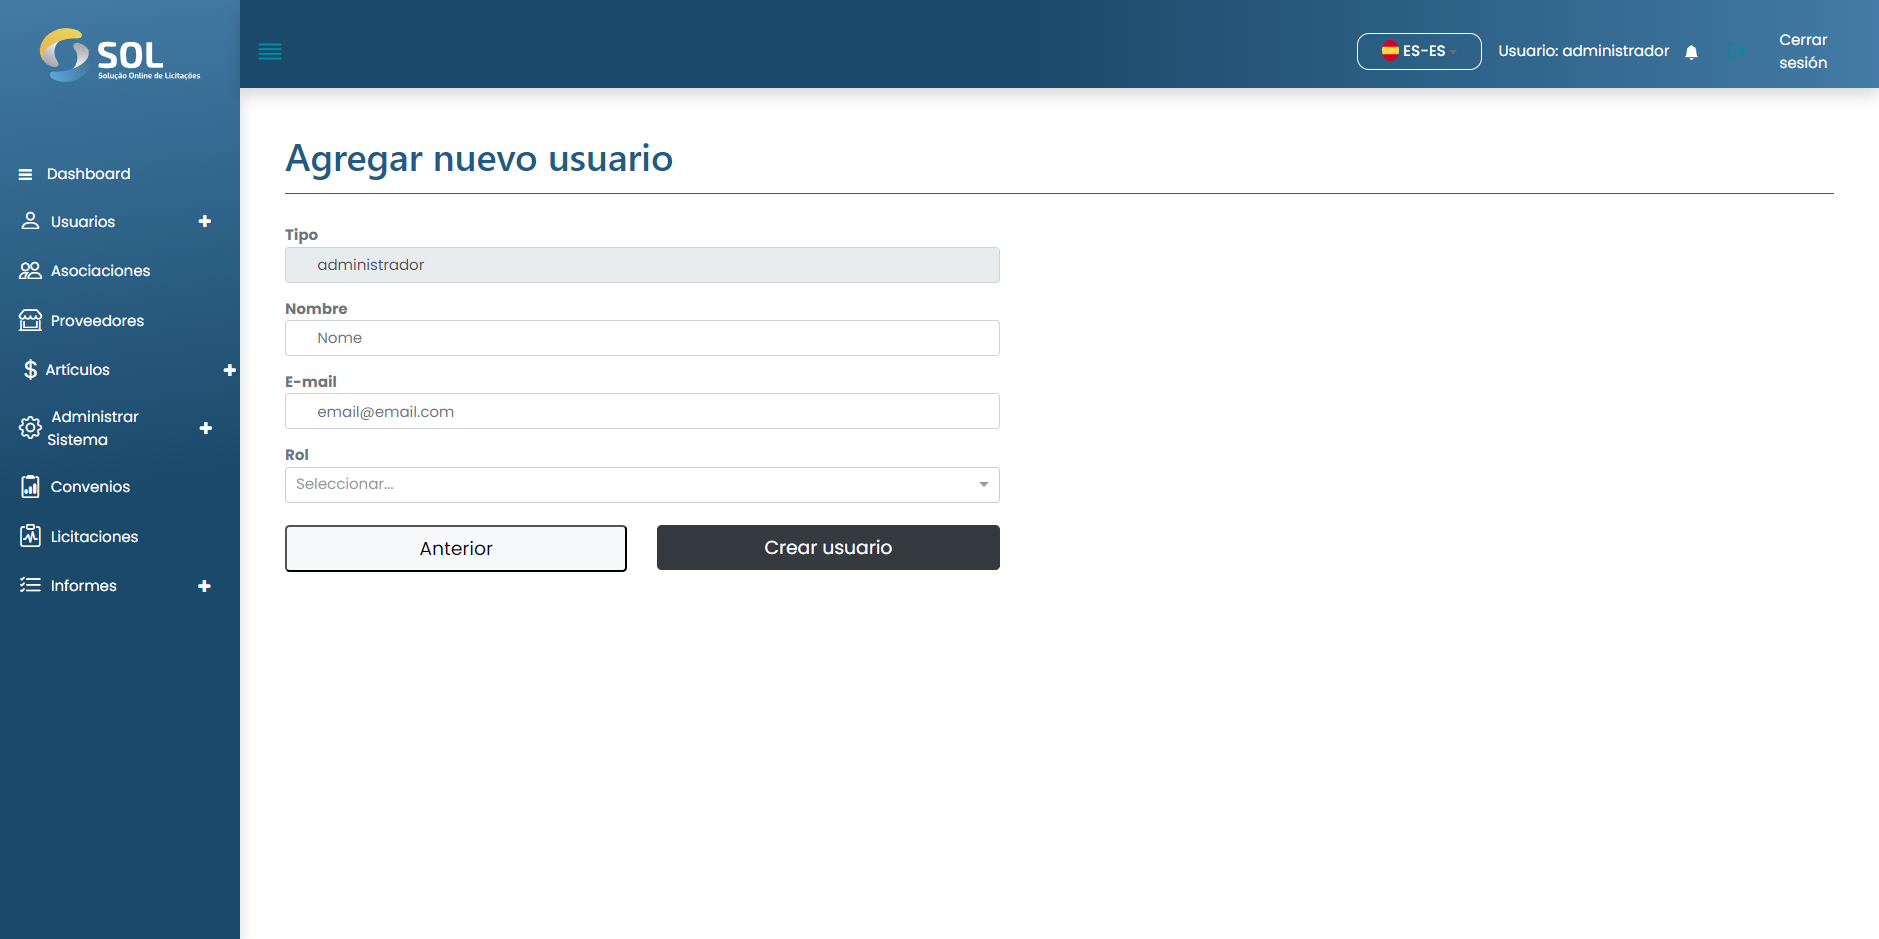 SOL
Solução Online de Licitações
ES-ES
Usuario: administrador
Cerrar
sesión
Dashboard
Usuarios
Asociaciones
Proveedores
Artículos
Administrar
Sistema
Convenios
Licitaciones
Informes
Agregar nuevo usuario
Tipo
administrador
Nombre
Nome
E-mail
email@email.com
Rol
Seleccionar...
Anterior
Crear usuario